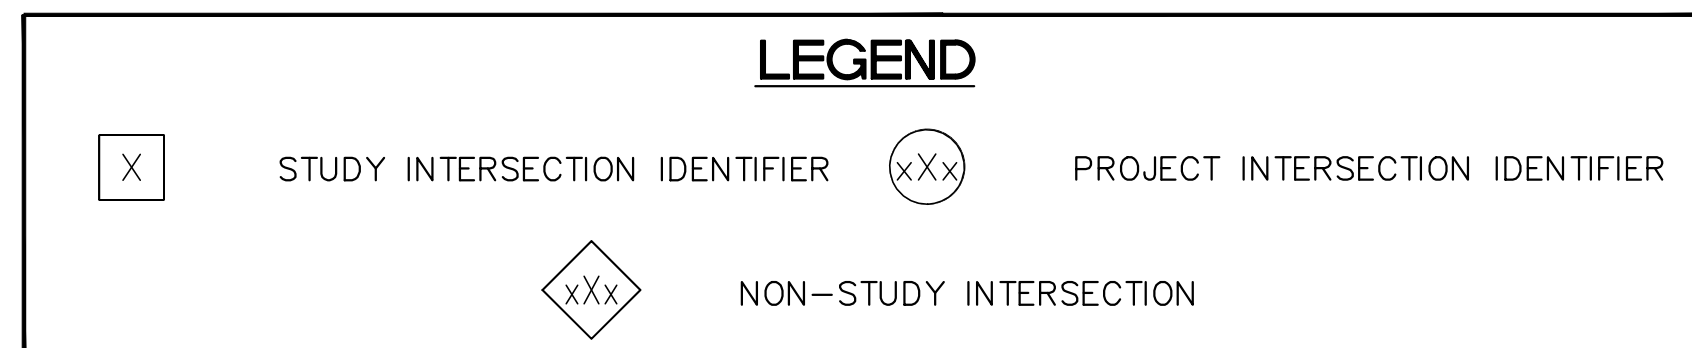 LEGEND
X STUDY INTERSECTION IDENTIFIER xXx PROJECT INTERSECTION IDENTIFIER
xXx NON-STUDY INTERSECTION